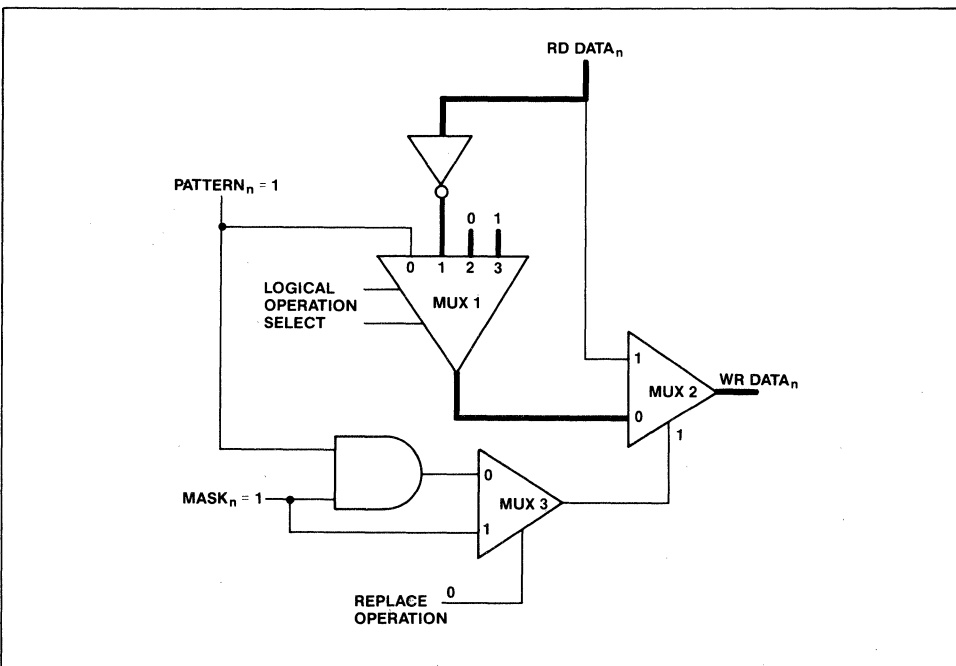 RD DATAn
PATTERNn = 1
0 1
0 1 2 3
MUX 1
LOGICAL
OPERATION
SELECT
1
MUX 2
WR DATAn
0
1
0
MUX 3
MASKn = 1
1
0
REPLACE
OPERATION